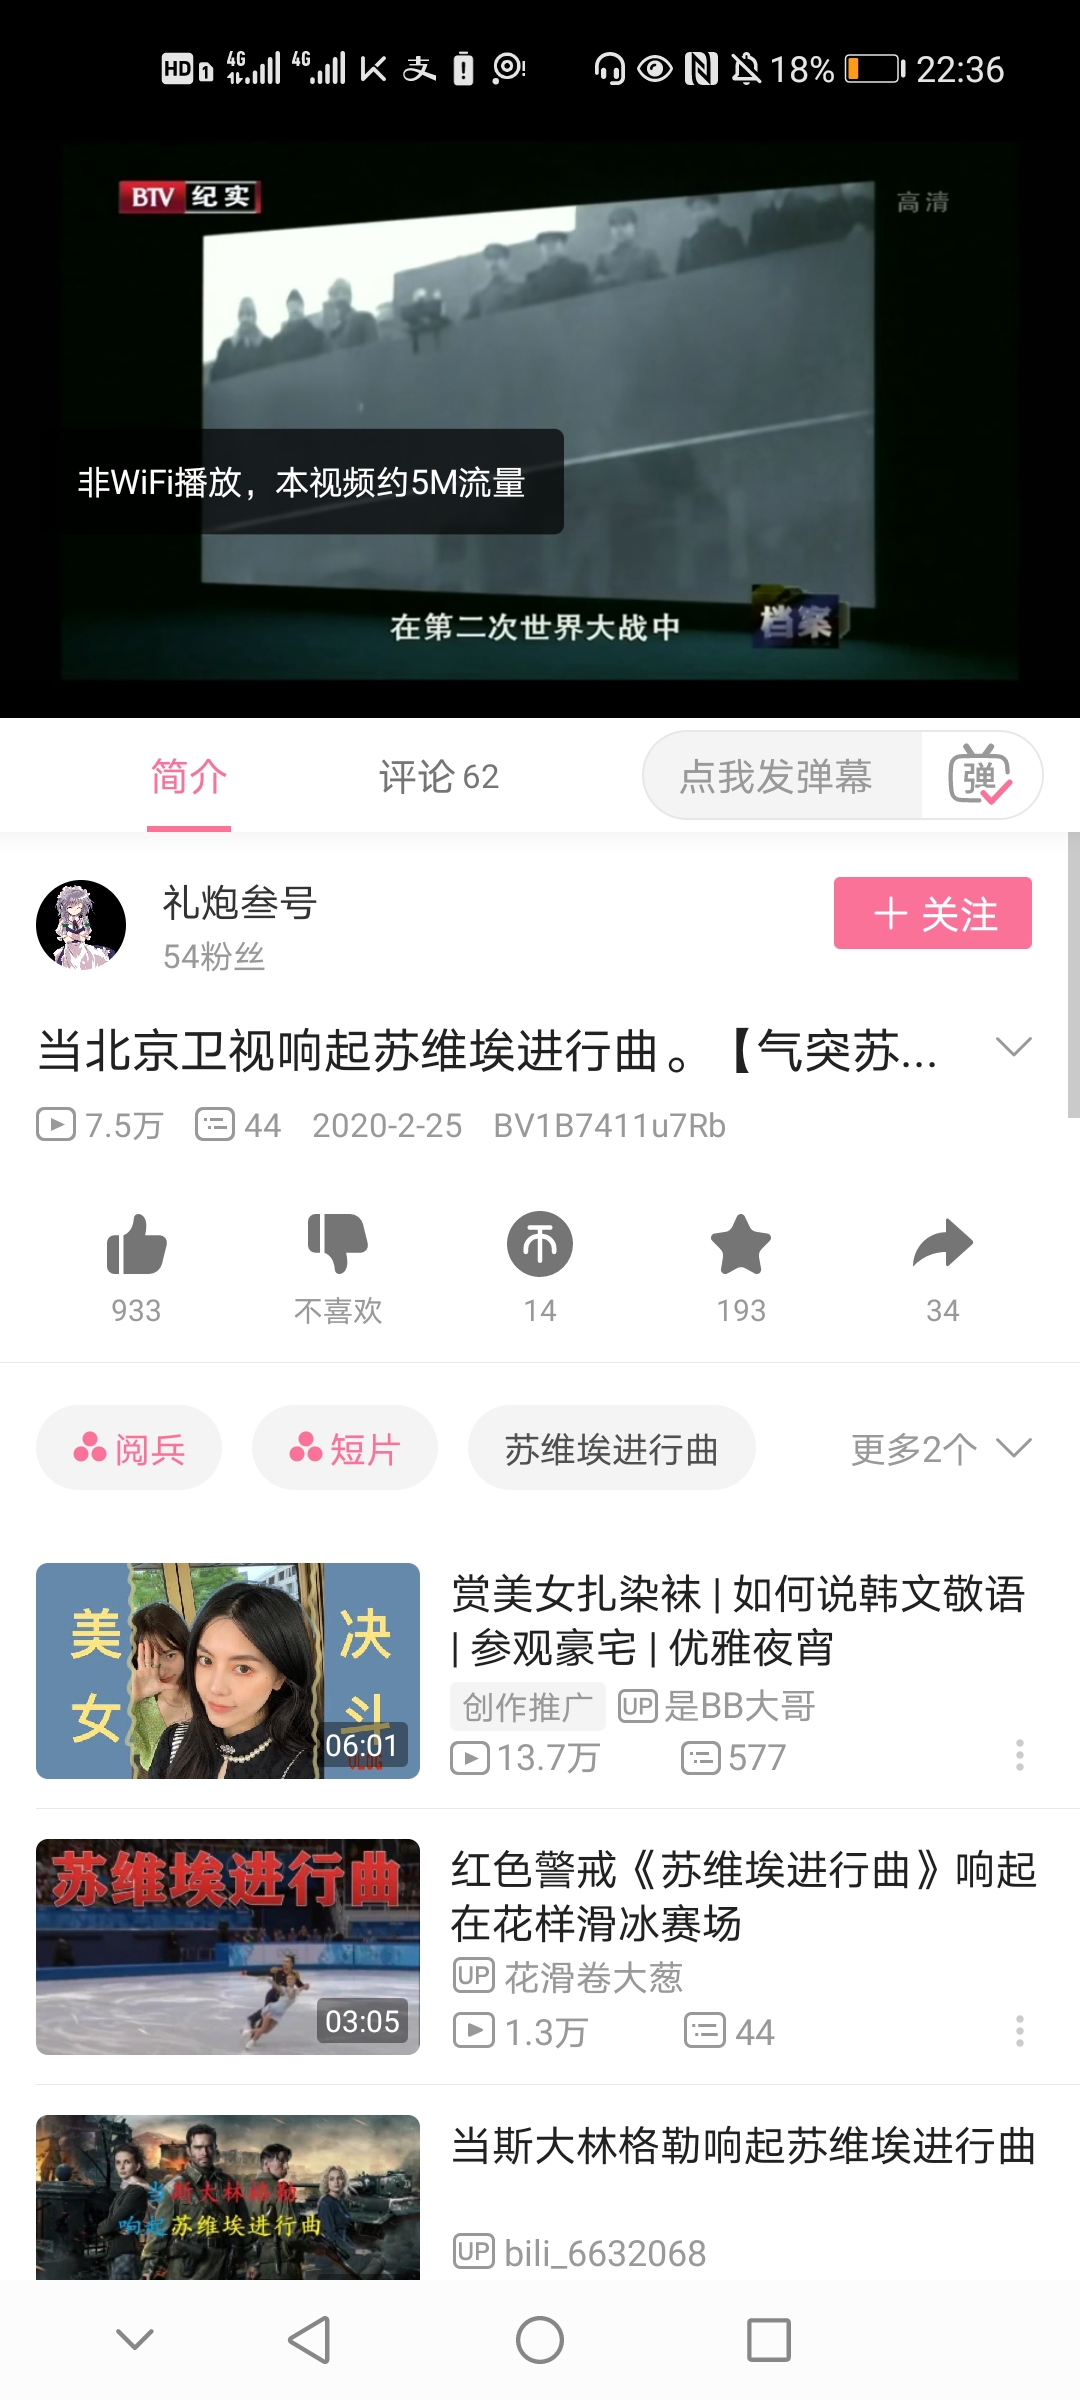 HD 1 4G 4G 支 18% 22:36
BTV 纪实
高清
非WiFi播放，本视频约5M流量
在第二次世界大战中
档案
简介
评论 62
点我发弹幕
弹
礼炮叁号
54粉丝
关注
当北京卫视响起苏维埃进行曲。【气突苏...
7.5万 44 2020-2-25 BV1B7411u7Rb
933 不喜欢 14 193 34
阅兵 短片 苏维埃进行曲 更多2个
美女
决斗
VLOG
06:01
赏美女扎染袜 | 如何说韩文敬语
| 参观豪宅 | 优雅夜宵
创作推广 UP 是BB大哥
13.7万 577
苏维埃进行曲
03:05
红色警戒《苏维埃进行曲》响起
在花样滑冰赛场
UP 花滑卷大葱
1.3万 44
当斯大林格勒
响起苏维埃进行曲
当斯大林格勒响起苏维埃进行曲
UP bili_6632068